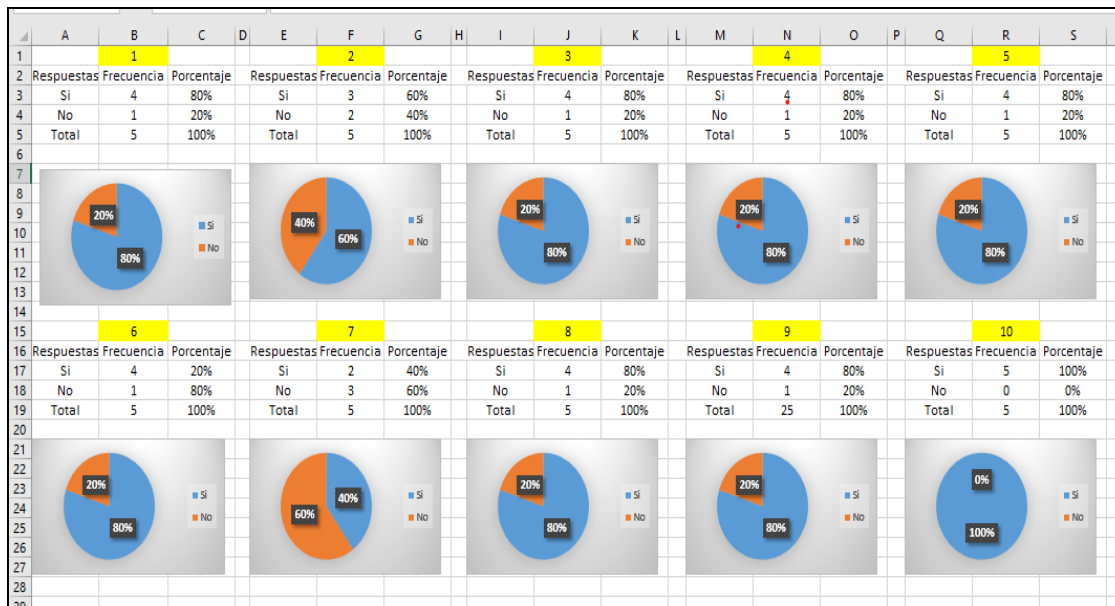 A B C D E F G H I J K L M N O P Q R S
1 1 2 3 4 5
2 Respuestas Frecuencia Porcentaje Respuestas Frecuencia Porcentaje Respuestas Frecuencia Porcentaje Respuestas Frecuencia Porcentaje Respuestas Frecuencia Porcentaje
3 Si 4 80% Si 3 60% Si 4 80% Si 4 80% Si 4 80%
4 No 1 20% No 2 40% No 1 20% No 1 20% No 1 20%
5 Total 5 100% Total 5 100% Total 5 100% Total 5 100% Total 5 100%
6
7
8
9 20% Si 40% Si 20% Si 20% Si 20% Si
10 60%
11 80% No No 80% No 80% No 80% No
12
13
14
15 6 7 8 9 10
16 Respuestas Frecuencia Porcentaje Respuestas Frecuencia Porcentaje Respuestas Frecuencia Porcentaje Respuestas Frecuencia Porcentaje Respuestas Frecuencia Porcentaje
17 Si 4 20% Si 2 40% Si 4 80% Si 4 80% Si 5 100%
18 No 1 80% No 3 60% No 1 20% No 1 20% No 0 0%
19 Total 5 100% Total 5 100% Total 5 100% Total 25 100% Total 5 100%
20
21
22 0%
23 20% Si 40% Si 20% Si 20% Si Si
24 60% No No No No No
25 80% 80% 80% 100%
26
27
28
29